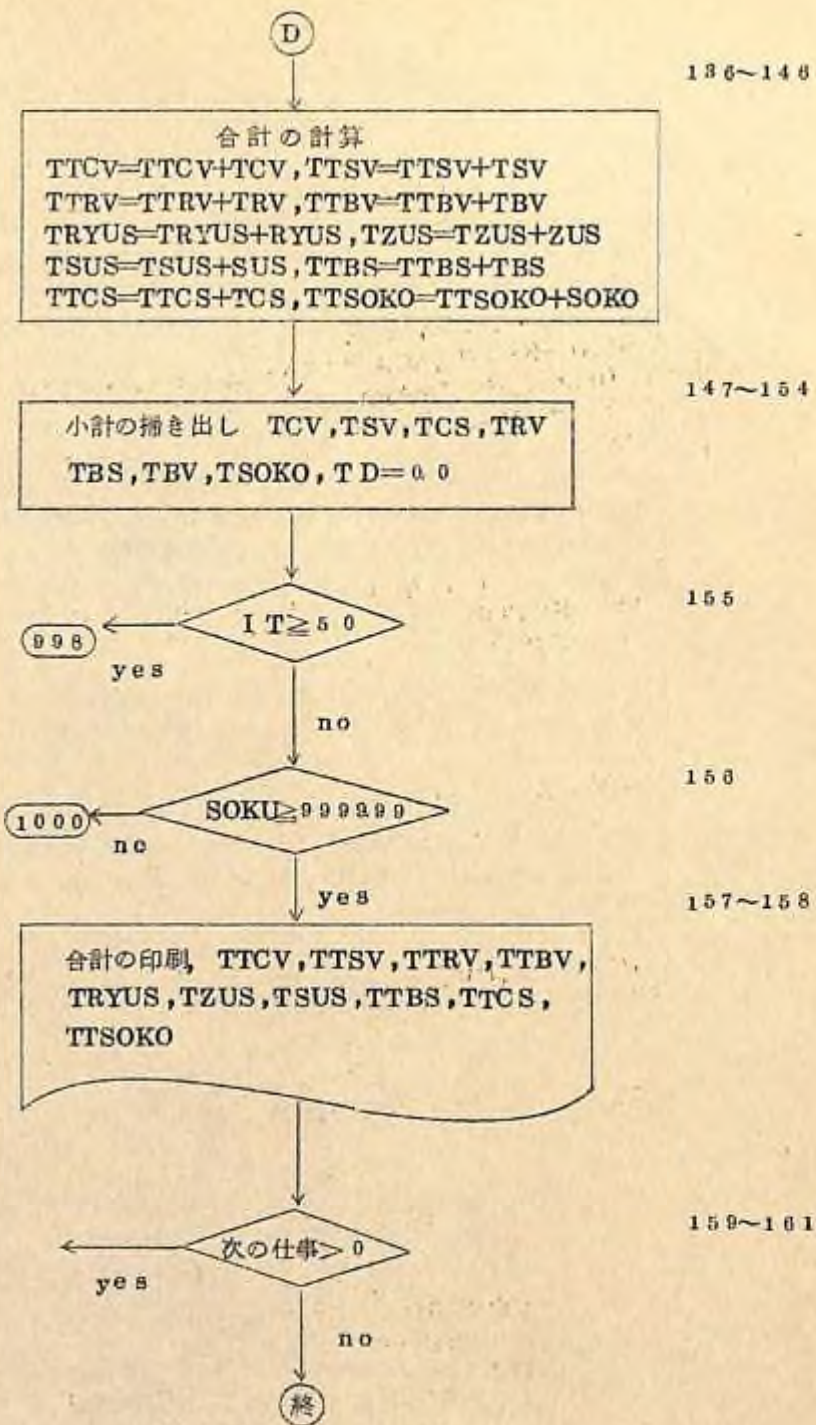 D
136~146
合計の計算
TTCV=TTCV+TCV,TTSV=TTSV+TSV
TTRV=TTRV+TRV,TTBV=TTBV+TBV
TRYUS=TRYUS+RYUS,TZUS=TZUS+ZUS
TSUS=TSUS+SUS,TTBS=TTBS+TBS
TTCS=TTCS+TCS,TTSOKO=TTSOKO+SOKO
147~154
小計の掃き出し TCV,TSV,TCS,TRV
TBS,TBV,TSOKO,TD=0.0
155
IT≧50
998
yes
no
156
SOKU≧9999.99
1000
no
yes
157~158
合計の印刷, TTCV,TTSV,TTRV,TTBV,
TRYUS,TZUS,TSUS,TTBS,TTCS,
TTSOKO
159~161
次の仕事>0
yes
no
終